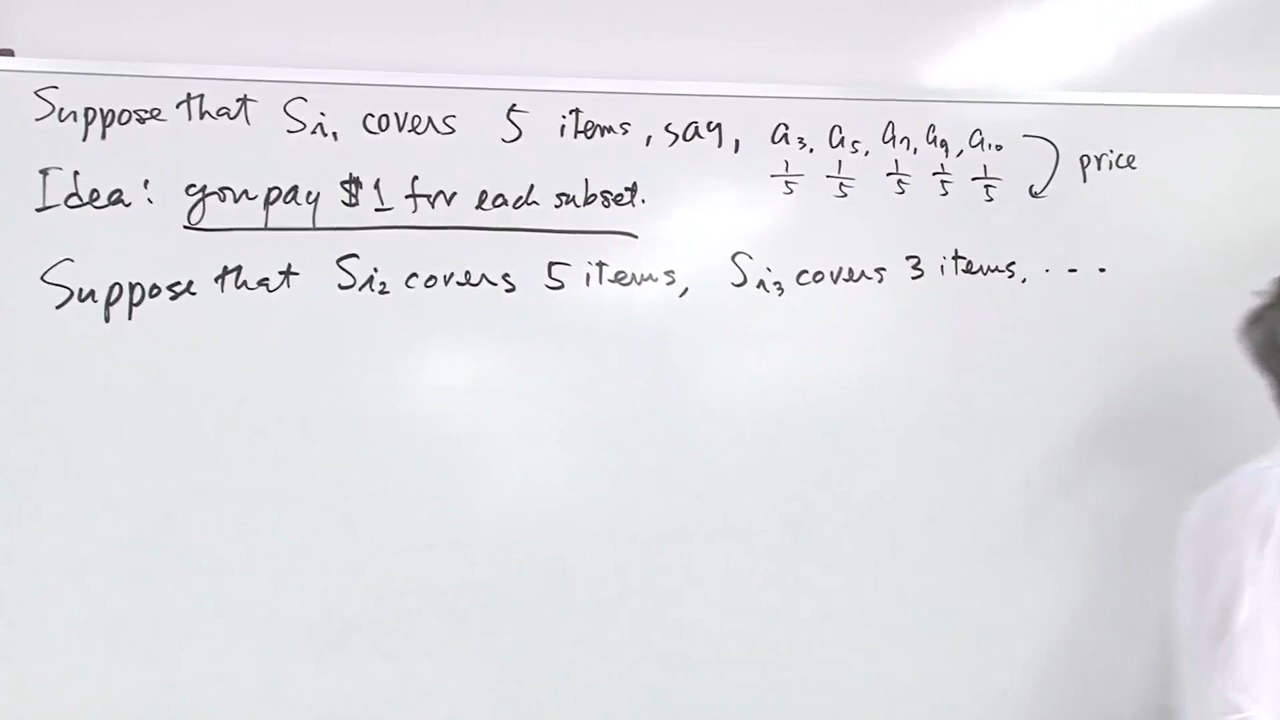 Suppose that Si₁ covers 5 items, say, a₃, a₅, a₇, a₉, a₁₀
1/5 1/5 1/5 1/5 1/5 price
Idea: you pay $1 for each subset.
Suppose that Si₂ covers 5 items, Si₃ covers 3 items, ...